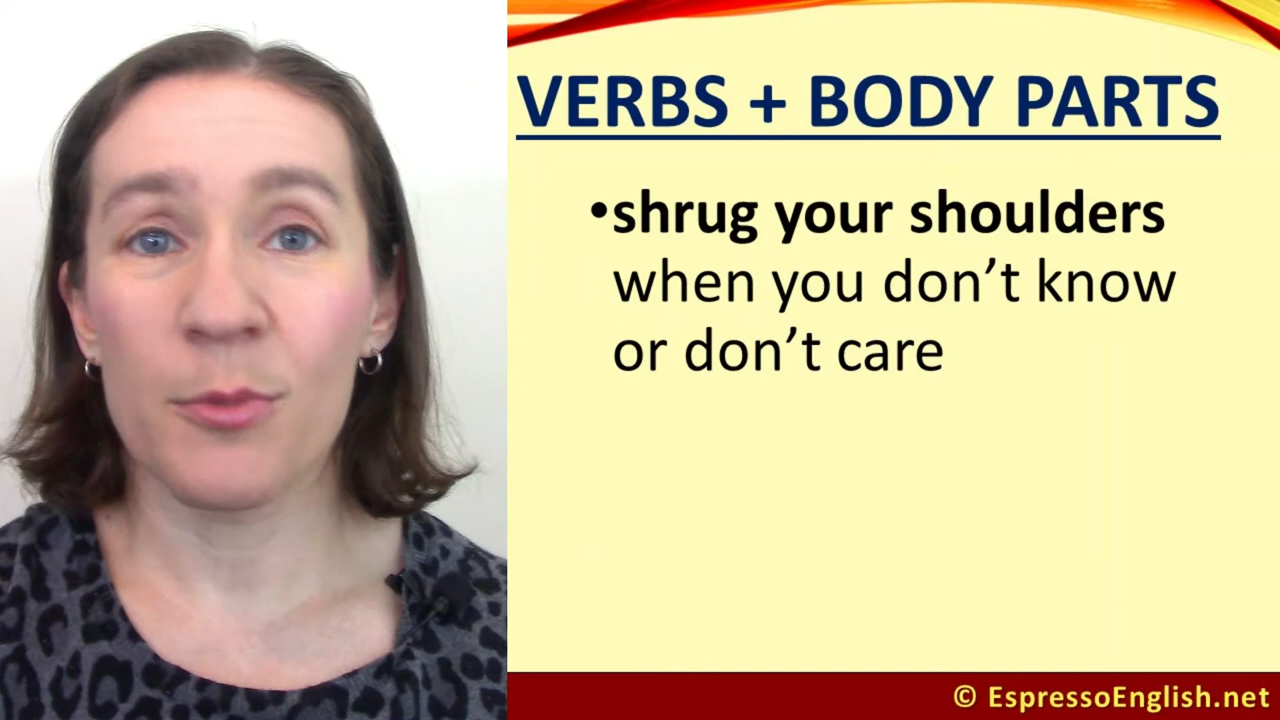 VERBS + BODY PARTS
•shrug your shoulders
when you don’t know
or don’t care
© EspressoEnglish.net